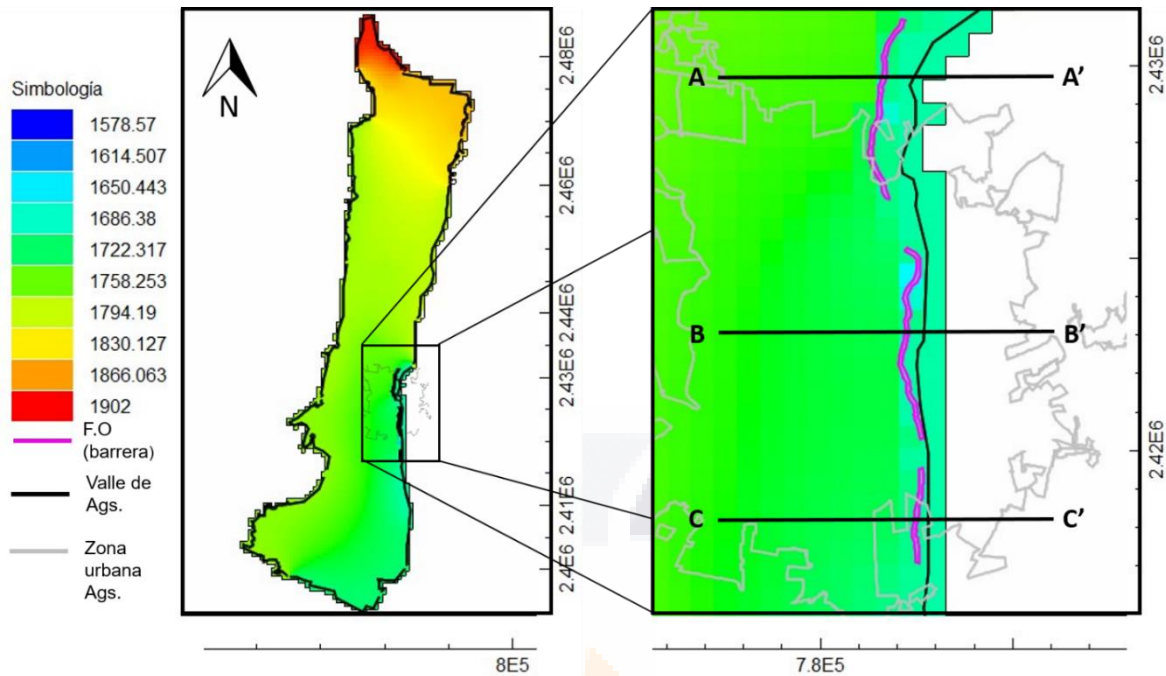 Simbología
1578.57
1614.507
1650.443
1686.38
1722.317
1758.253
1794.19
1830.127
1866.063
1902
F.O
(barrera)
Valle de
Ags.
Zona
urbana
Ags.
N
2.48E6
2.46E6
2.44E6
2.43E6
2.41E6
2.4E6
8E5
A
A'
B
B'
C
C'
2.43E6
2.42E6
7.8E5